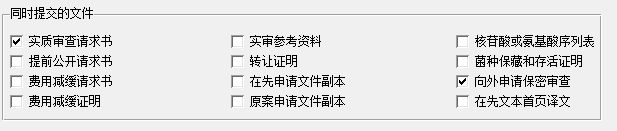 同时提交的文件
实质审查请求书 实审参考资料 核苷酸或氨基酸序列表
提前公开请求书 转让证明 菌种保藏和存活证明
费用减缓请求书 在先申请文件副本 向外申请保密审查
费用减缓证明 原案申请文件副本 在先文本首页译文